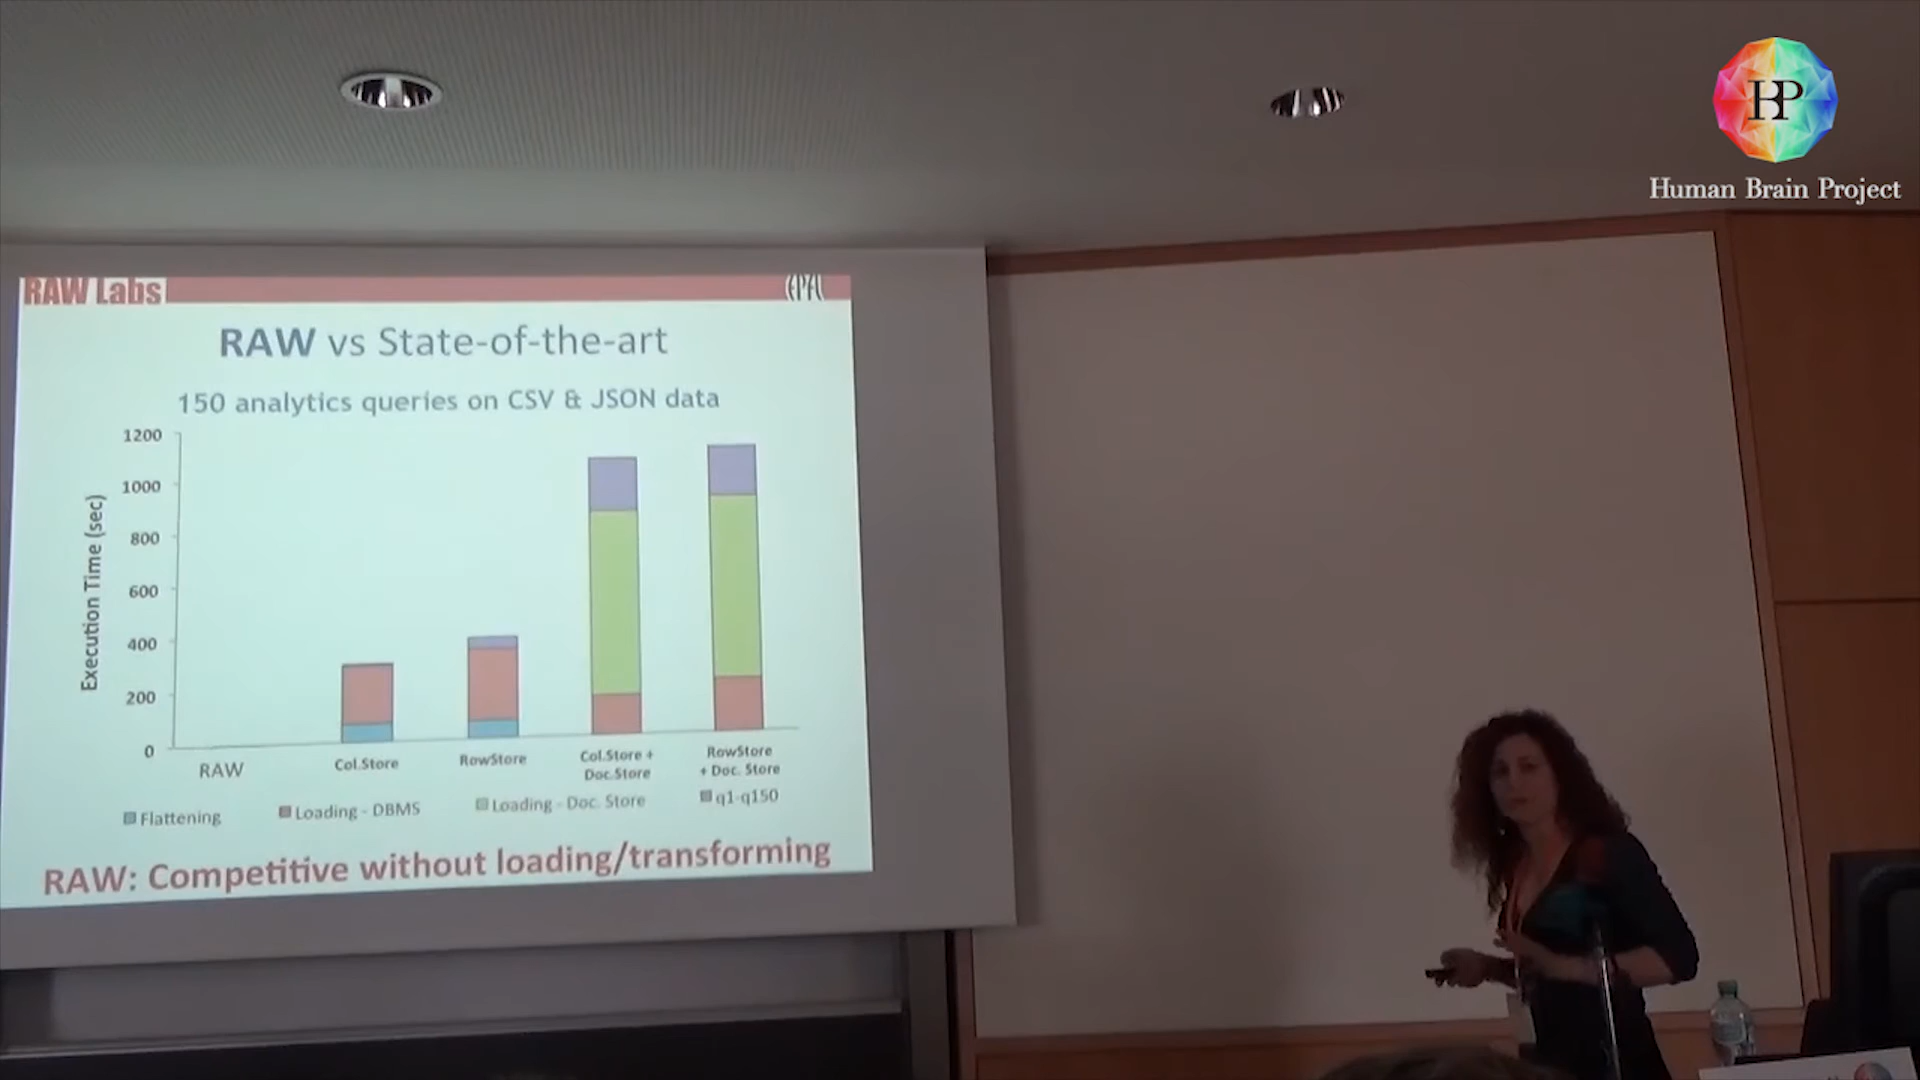 HBP
Human Brain Project
RAW Labs
EPFL
RAW vs State-of-the-art
150 analytics queries on CSV & JSON data
Execution Time (sec)
1200
1000
800
600
400
200
0
RAW
Col.Store
RowStore
Col.Store +
Doc.Store
RowStore
+ Doc. Store
Flattening
Loading - DBMS
Loading - Doc. Store
q1-q150
RAW: Competitive without loading/transforming